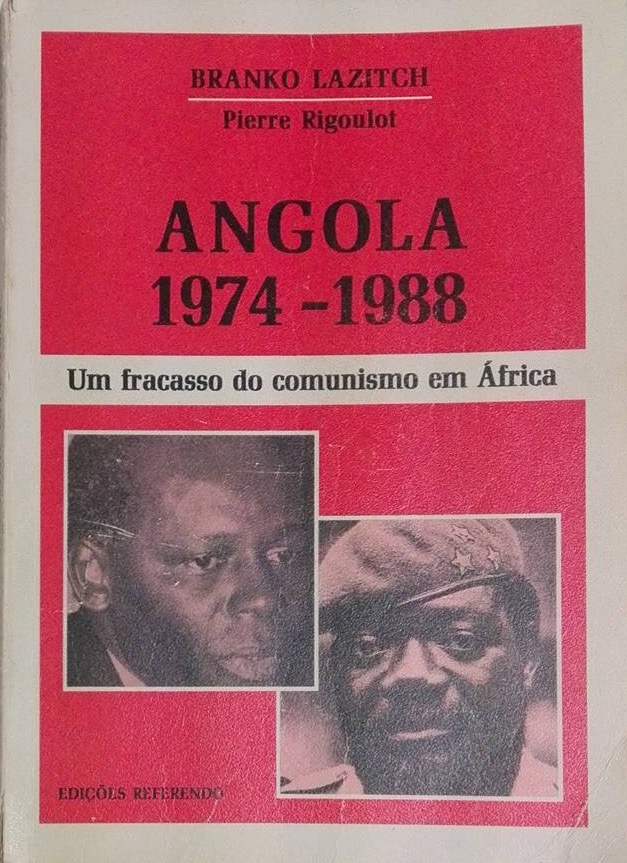 BRANKO LAZITCH
Pierre Rigoulot
ANGOLA
1974 - 1988
Um fracasso do comunismo em África
EDIÇÕES REFERENDO